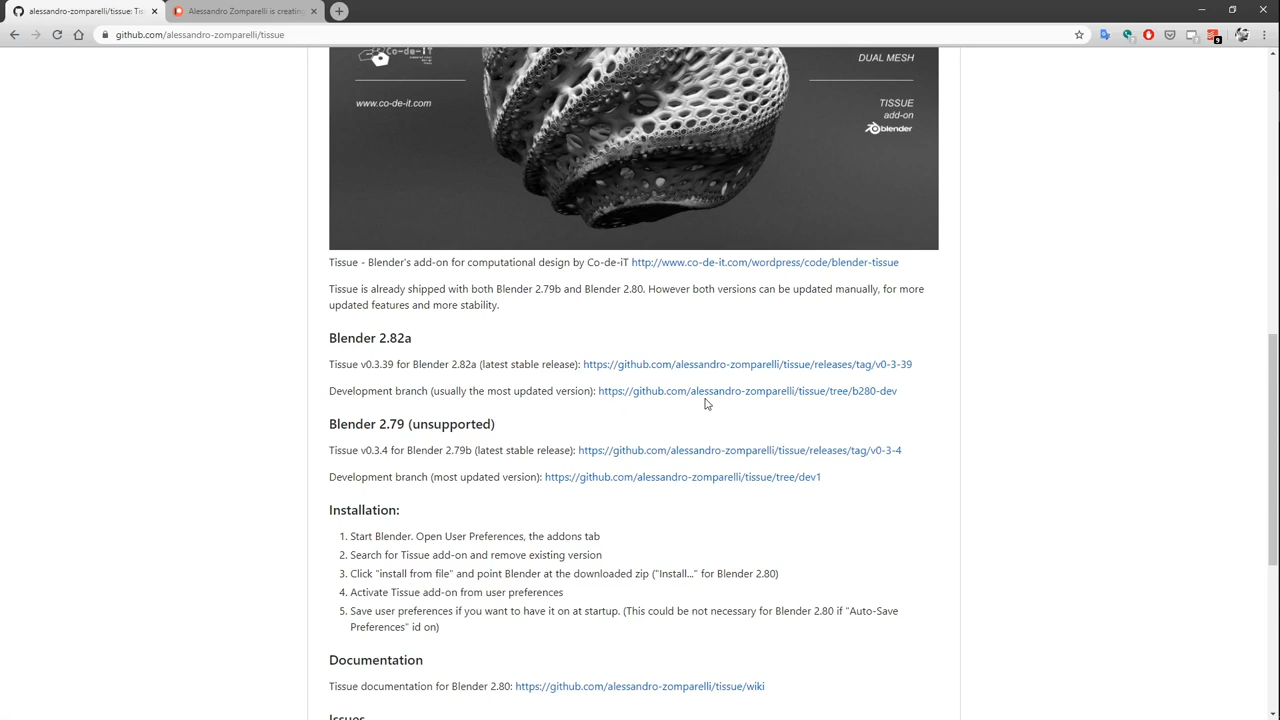 alessandro-zomparelli/tissue: Tis
Alessandro Zomparelli is creating
github.com/alessandro-zomparelli/tissue
Co-de-iT
www.co-de-it.com
DUAL MESH
TISSUE
add-on
blender
Tissue - Blender's add-on for computational design by Co-de-iT http://www.co-de-it.com/wordpress/code/blender-tissue
Tissue is already shipped with both Blender 2.79b and Blender 2.80. However both versions can be updated manually, for more
updated features and more stability.
Blender 2.82a
Tissue v0.3.39 for Blender 2.82a (latest stable release): https://github.com/alessandro-zomparelli/tissue/releases/tag/v0-3-39
Development branch (usually the most updated version): https://github.com/alessandro-zomparelli/tissue/tree/b280-dev
Blender 2.79 (unsupported)
Tissue v0.3.4 for Blender 2.79b (latest stable release): https://github.com/alessandro-zomparelli/tissue/releases/tag/v0-3-4
Development branch (most updated version): https://github.com/alessandro-zomparelli/tissue/tree/dev1
Installation:
1. Start Blender. Open User Preferences, the addons tab
2. Search for Tissue add-on and remove existing version
3. Click "install from file" and point Blender at the downloaded zip ("Install..." for Blender 2.80)
4. Activate Tissue add-on from user preferences
5. Save user preferences if you want to have it on at startup. (This could be not necessary for Blender 2.80 if "Auto-Save
Preferences" id on)
Documentation
Tissue documentation for Blender 2.80: https://github.com/alessandro-zomparelli/tissue/wiki
Issues